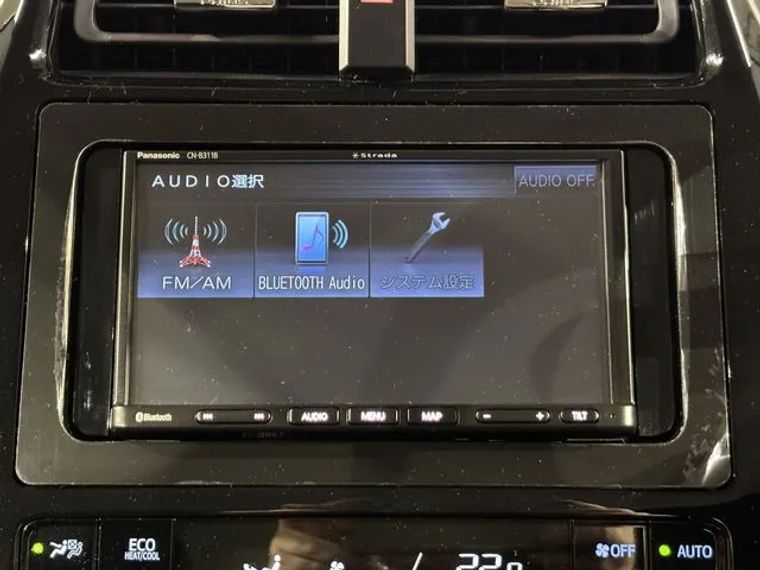 Panasonic CN-B311B
Strada
AUDIO選択
AUDIO OFF
FM/AM
BLUETOOTH Audio
システム設定
Bluetooth
AUDIO
MENU
MAP
- +
TILT
ECO
HEAT/COOL
OFF
AUTO